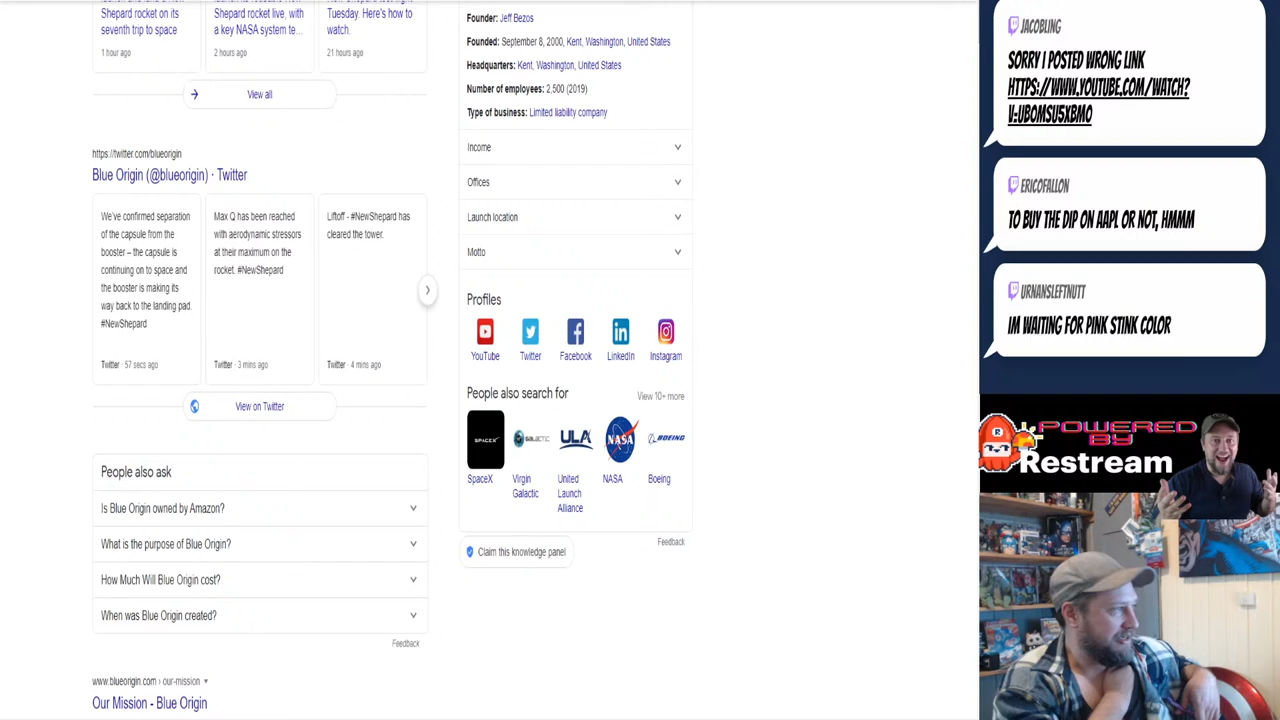 Shepard rocket on its
seventh trip to space
1 hour ago
Shepard rocket live, with
a key NASA system te...
2 hours ago
Tuesday. Here's how to
watch.
21 hours ago
View all
https://twitter.com/blueorigin
Blue Origin (@blueorigin) · Twitter
We've confirmed separation
of the capsule from the
booster – the capsule is
continuing on to space and
the booster is making its
way back to the landing pad.
#NewShepard
Twitter · 57 secs ago
Max Q has been reached
with aerodynamic stressors
at their maximum on the
rocket. #NewShepard
Twitter · 3 mins ago
Liftoff - #NewShepard has
cleared the tower.
Twitter · 4 mins ago
View on Twitter
People also ask
Is Blue Origin owned by Amazon?
What is the purpose of Blue Origin?
How Much Will Blue Origin cost?
When was Blue Origin created?
Feedback
www.blueorigin.com › our-mission
Our Mission - Blue Origin
Founder: Jeff Bezos
Founded: September 8, 2000, Kent, Washington, United States
Headquarters: Kent, Washington, United States
Number of employees: 2,500 (2019)
Type of business: Limited liability company
Income
Offices
Launch location
Motto
Profiles
YouTube
Twitter
Facebook
LinkedIn
Instagram
People also search for
View 10+ more
SPACEX
GALACTIC
ULA
NASA
BOEING
SpaceX
Virgin
Galactic
United
Launch
Alliance
NASA
Boeing
Feedback
Claim this knowledge panel
JACOBLING
SORRY I POSTED WRONG LINK
HTTPS://WWW.YOUTUBE.COM/WATCH?
V=UBOMSU5XBM0
ERICOFALLON
TO BUY THE DIP ON AAPL OR NOT, HMMM
URNANSLEFTNUTT
IM WAITING FOR PINK STINK COLOR
POWERED
BY
Restream